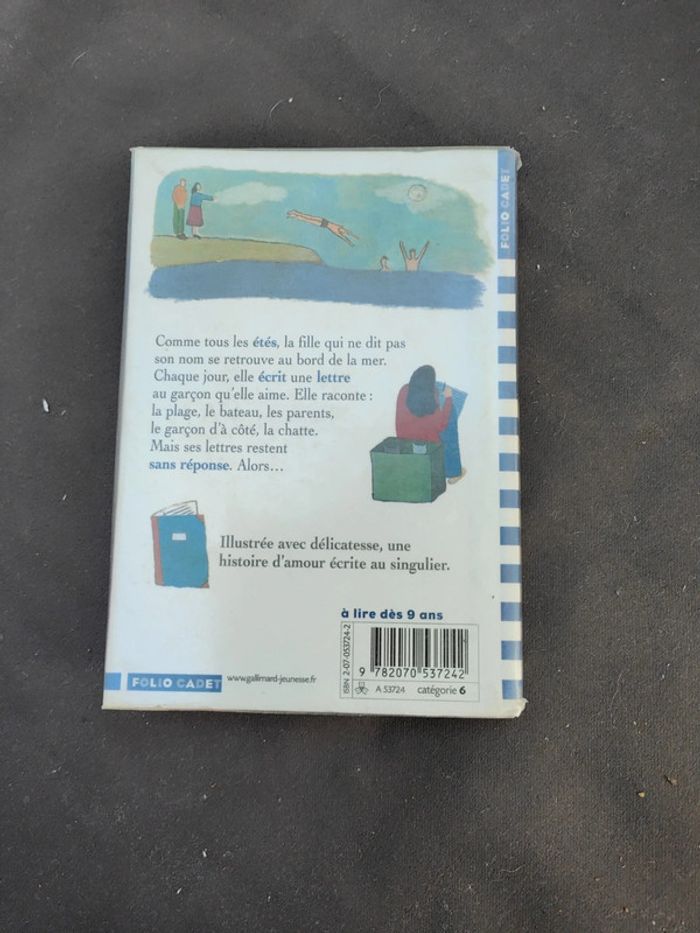 FOLIO CADET
Comme tous les étés, la fille qui ne dit pas
son nom se retrouve au bord de la mer.
Chaque jour, elle écrit une lettre
au garçon qu'elle aime. Elle raconte :
la plage, le bateau, les parents,
le garçon d'à côté, la chatte.
Mais ses lettres restent
sans réponse. Alors...
Illustrée avec délicatesse, une
histoire d'amour écrite au singulier.
à lire dès 9 ans
ISBN 2-07-053724-2
9 782070 537242
A 53724 catégorie 6
FOLIO CADET www.gallimard-jeunesse.fr